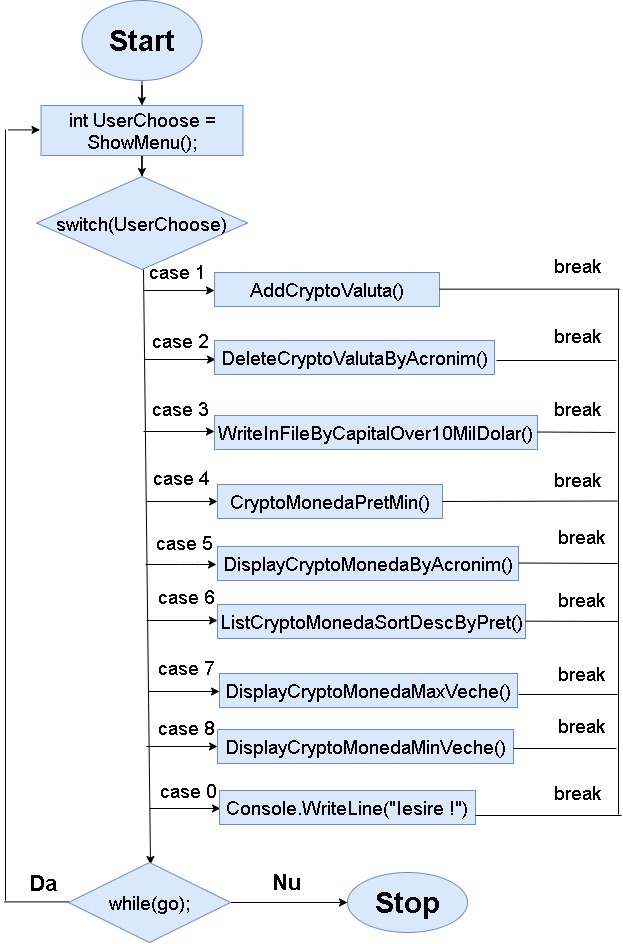 Start
int UserChoose =
ShowMenu();
switch(UserChoose)
case 1
AddCryptoValuta()
break
case 2
DeleteCryptoValutaByAcronim()
break
case 3
WriteInFileByCapitalOver10MilDolar()
break
case 4
CryptoMonedaPretMin()
break
case 5
DisplayCryptoMonedaByAcronim()
break
case 6
ListCryptoMonedaSortDescByPret()
break
case 7
DisplayCryptoMonedaMaxVeche()
break
case 8
DisplayCryptoMonedaMinVeche()
break
case 0
Console.WriteLine("Iesire !")
break
Da
while(go);
Nu
Stop